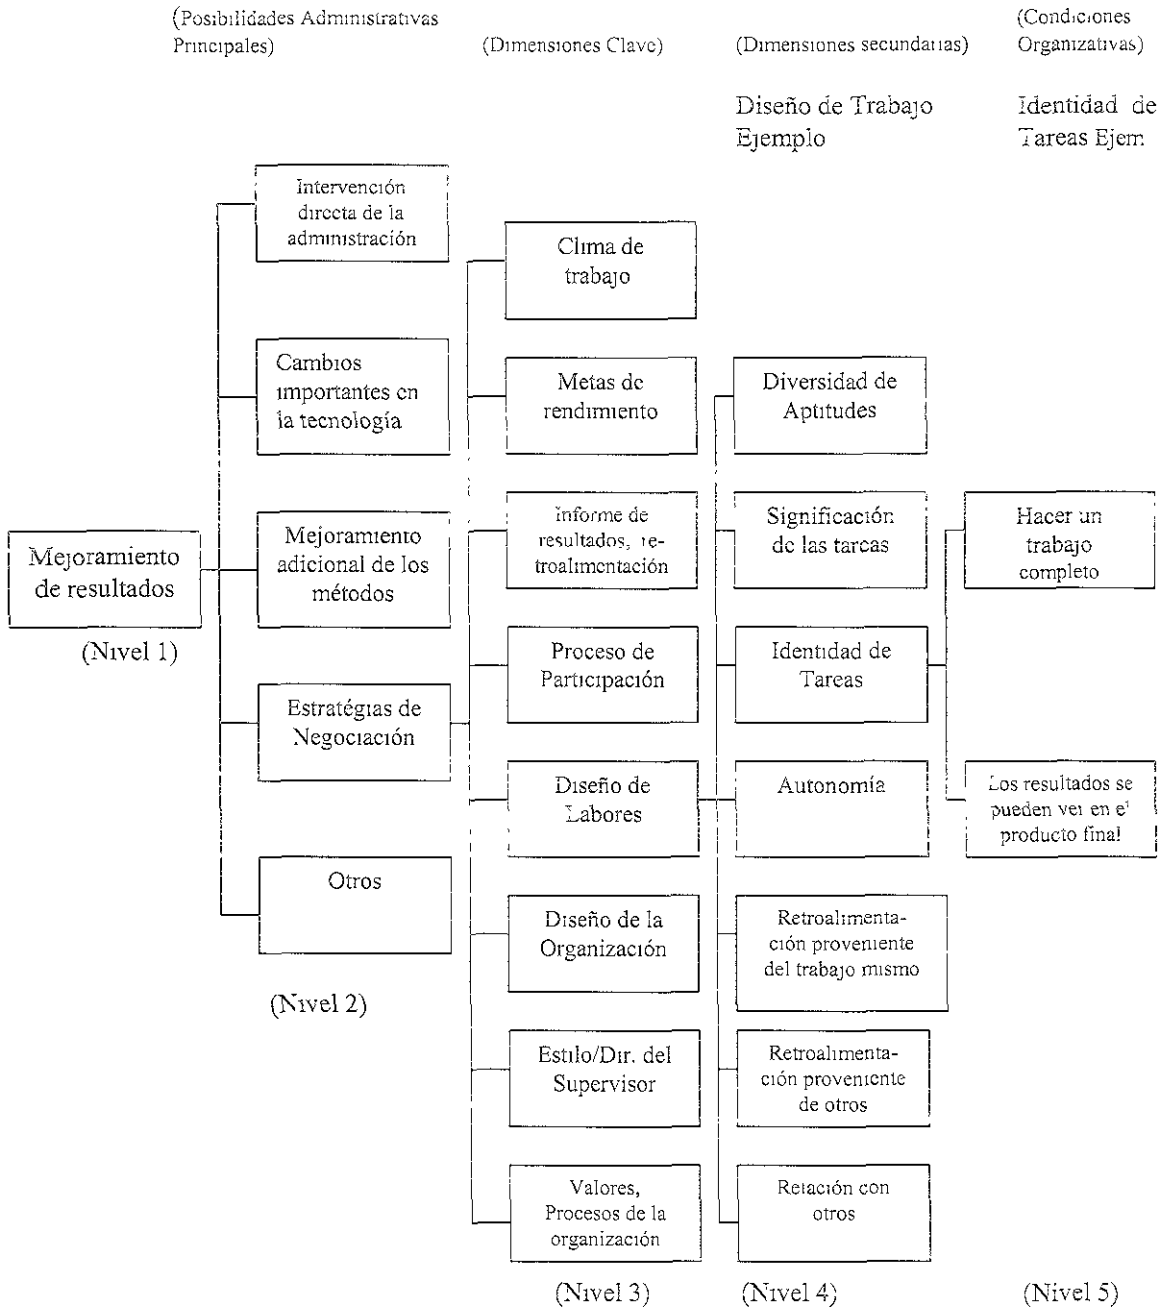 (Posibilidades Administrativas
Principales)
(Dimensiones Clave)
(Dimensiones secundarias)
(Condiciones
Organizativas)
Diseño de Trabajo
Ejemplo
Identidad de
Tareas Ejem.
Mejoramiento
de resultados
(Nivel 1)
Intervención
directa de la
administración
Cambios
importantes en
la tecnología
Mejoramiento
adicional de los
métodos
Estratégias de
Negociación
Otros
(Nivel 2)
Clima de
trabajo
Metas de
rendimiento
Informe de
resultados, re-
troalimentación
Proceso de
Participación
Diseño de
Labores
Diseño de la
Organización
Estilo/Dir. del
Supervisor
Valores,
Procesos de la
organización
(Nivel 3)
Diversidad de
Aptitudes
Significación
de las tareas
Identidad de
Tareas
Autonomía
Retroalimenta-
ción proveniente
del trabajo mismo
Retroalimenta-
ción proveniente
de otros
Relación con
otros
(Nivel 4)
Hacer un
trabajo
completo
Los resultados se
pueden ver en el
producto final
(Nivel 5)